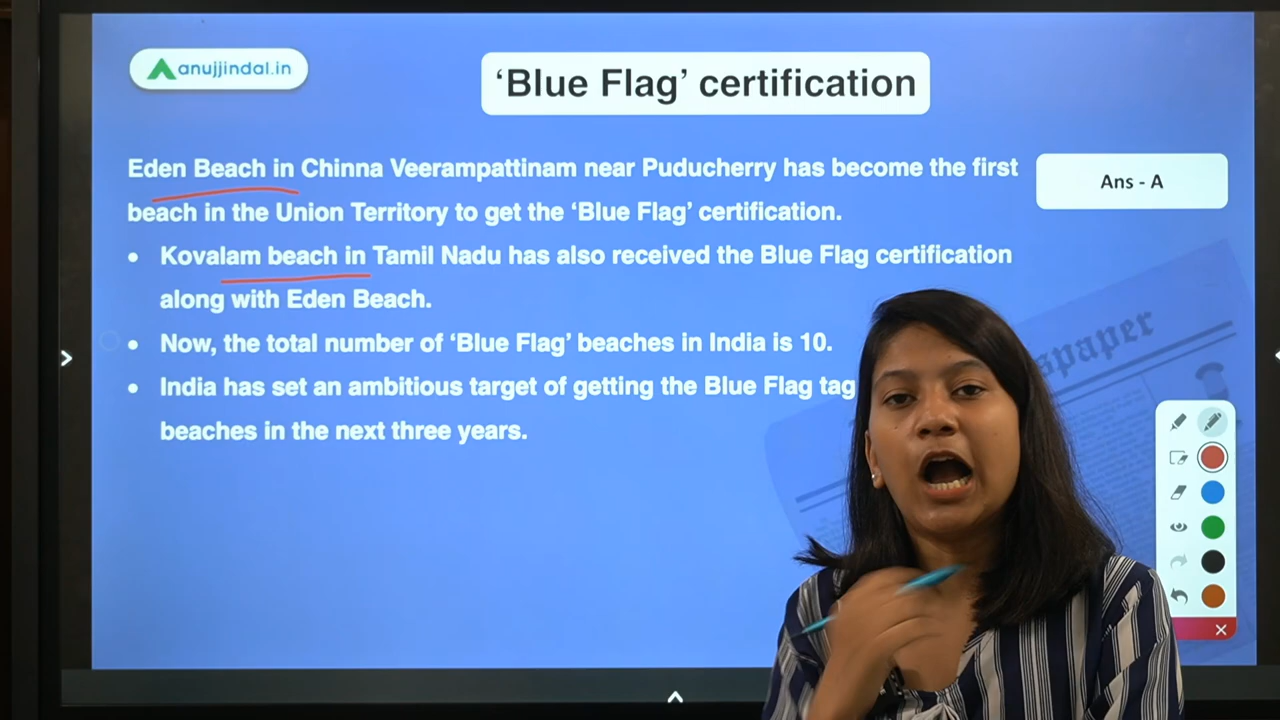 anujjindal.in
‘Blue Flag’ certification
Eden Beach in Chinna Veerampattinam near Puducherry has become the first
beach in the Union Territory to get the ‘Blue Flag’ certification.
Ans - A
• Kovalam beach in Tamil Nadu has also received the Blue Flag certification
along with Eden Beach.
• Now, the total number of ‘Blue Flag’ beaches in India is 10.
• India has set an ambitious target of getting the Blue Flag tag
beaches in the next three years.
spaper